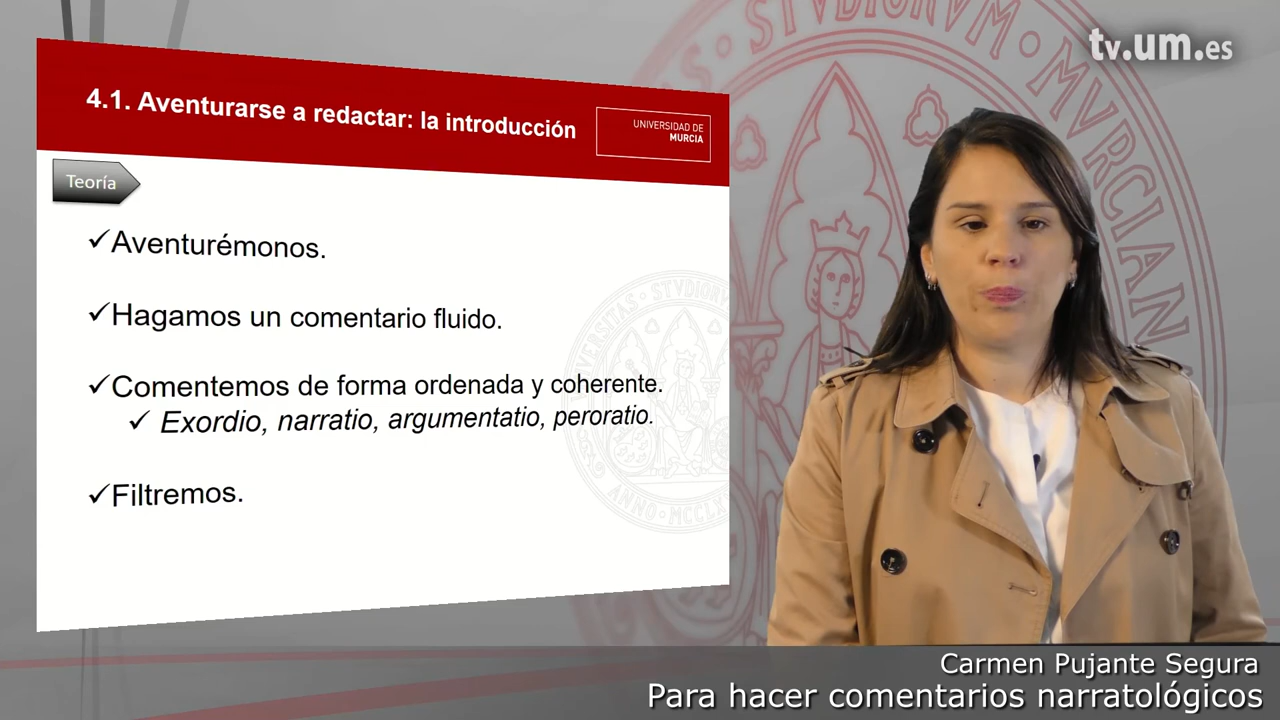 tv.um.es
4.1. Aventurarse a redactar: la introducción
UNIVERSIDAD DE
MURCIA
Teoría
✓Aventurémonos.
✓Hagamos un comentario fluido.
✓Comentemos de forma ordenada y coherente.
✓ Exordio, narratio, argumentatio, peroratio.
✓Filtremos.
Carmen Pujante Segura
Para hacer comentarios narratológicos